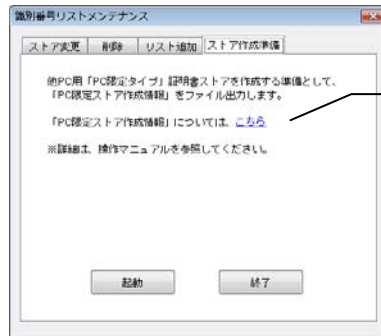 識別番号リストメンテナンス
ストア変更 削除 リスト追加 ストア作成準備
他PC用「PC限定タイプ」証明書ストアを作成する準備として、
「PC限定ストア作成情報」をファイル出力します。
「PC限定ストア作成情報」については、こちら
※詳細は、操作マニュアルを参照してください。
起動 終了